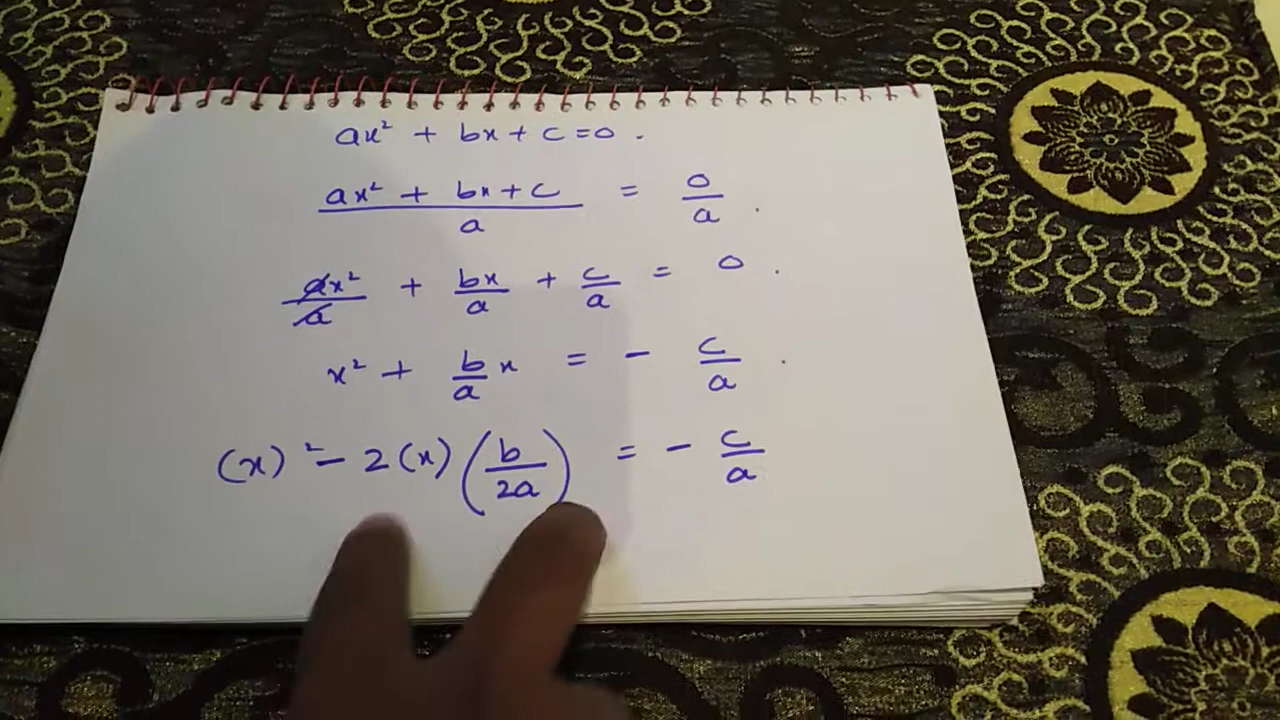 ax² + bx + c = 0 .
(ax² + bx + c)/a = 0/a .
ax²/a + bx/a + c/a = 0 .
x² + b/a x = - c/a .
(x)² - 2(x)(b/2a) = - c/a